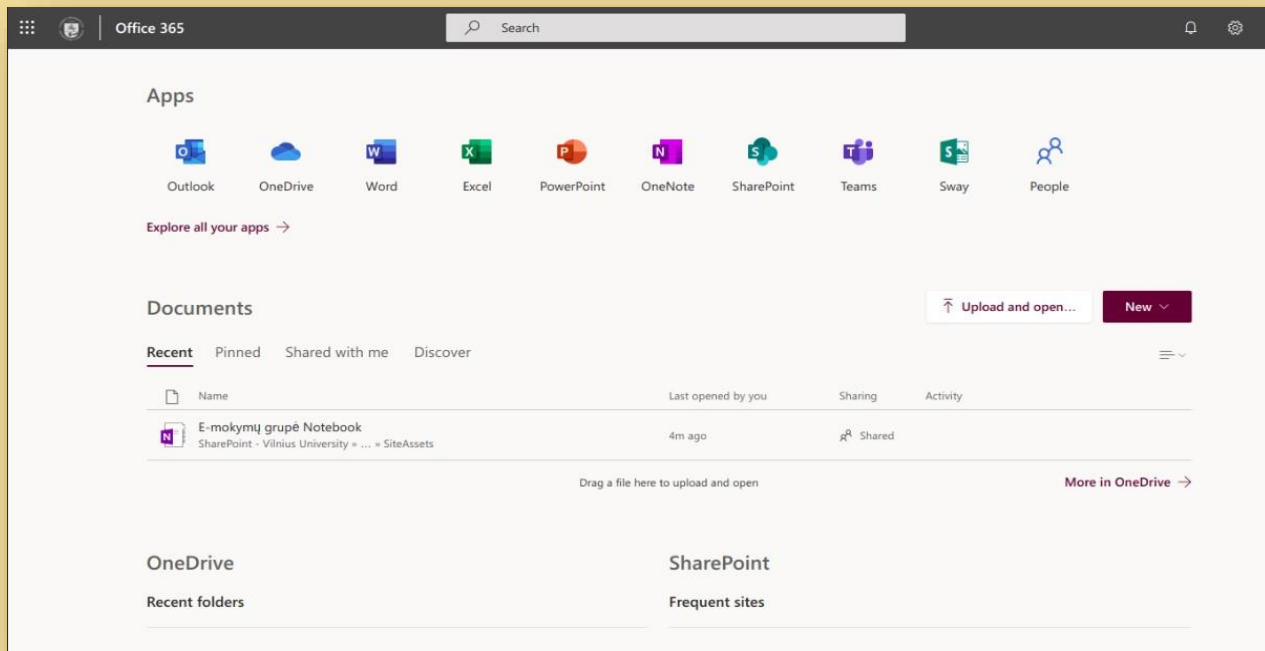 Office 365
Search
Apps
Outlook OneDrive Word Excel PowerPoint OneNote SharePoint Teams Sway People
Explore all your apps →
Documents
Upload and open... New
Recent Pinned Shared with me Discover
Name Last opened by you Sharing Activity
E-mokymų grupė Notebook
SharePoint - Vilnius University » ... » SiteAssets
4m ago Shared
Drag a file here to upload and open
More in OneDrive →
OneDrive
Recent folders
SharePoint
Frequent sites